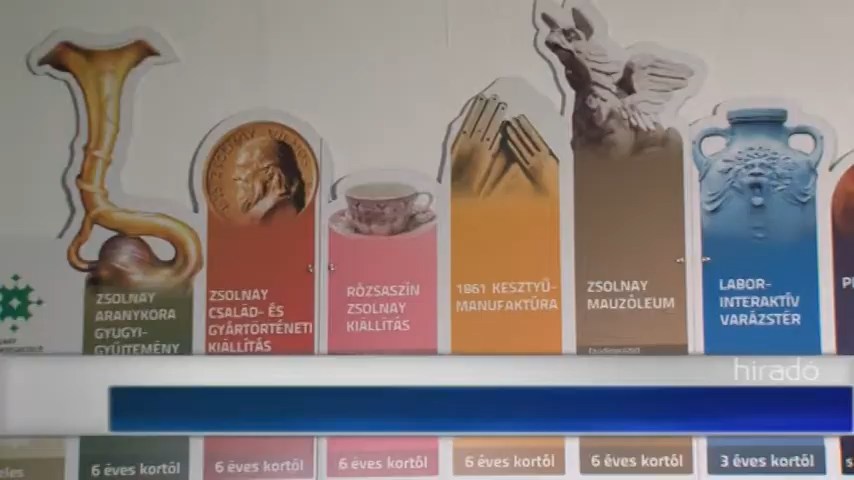 ZSOLNAY
ARANYKORA
GYUGYI-
GYŰJTEMÉNY
ZSOLNAY
CSALÁD- ÉS
GYÁRTÖRTÉNETI
KIÁLLÍTÁS
RÓZSASZÍN
ZSOLNAY
KIÁLLÍTÁS
1861 KESZTYŰ-
MANUFAKTÚRA
ZSOLNAY
MAUZÓLEUM
LABOR-
INTERAKTÍV
VARÁZSTÉR
híradó
6 éves kortól
6 éves kortól
6 éves kortól
6 éves kortól
6 éves kortól
3 éves kortól